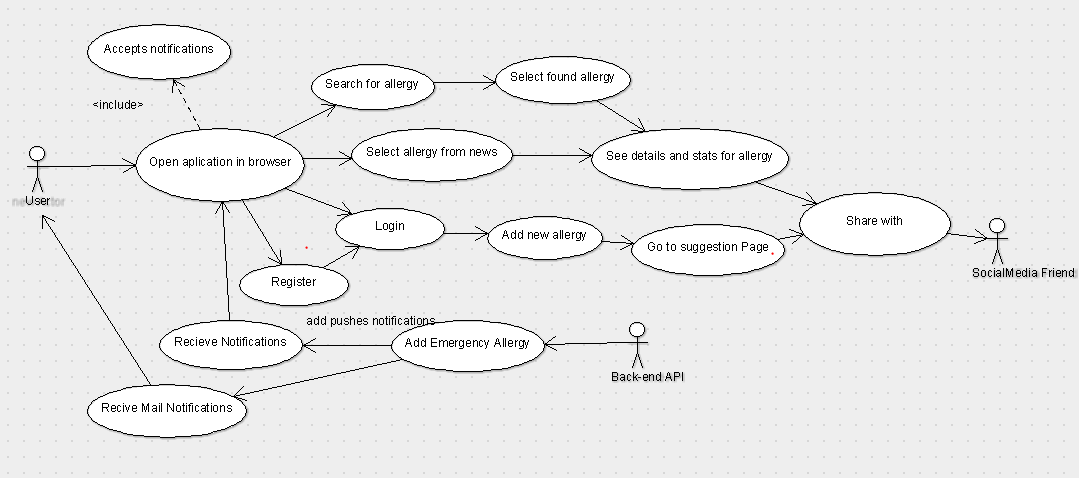 Accepts notifications
<include>
Search for allergy
Select found allergy
Open aplication in browser
Select allergy from news
See details and stats for allergy
User
Login
Add new allergy
Go to suggestion Page
Share with
SocialMedia Friend
Register
add pushes notifications
Recieve Notifications
Add Emergency Allergy
Back-end API
Recive Mail Notifications